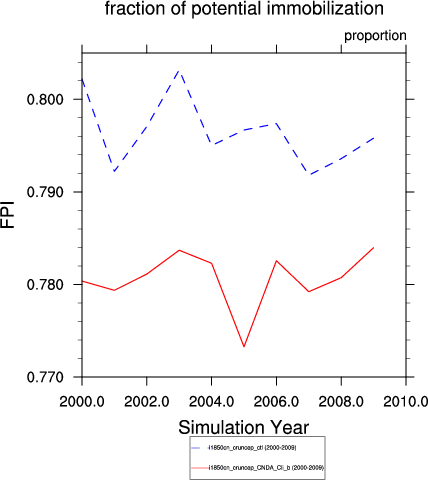 fraction of potential immobilization
proportion
0.800
0.790
0.780
0.770
FPI
2000.0 2002.0 2004.0 2006.0 2008.0 2010.0
Simulation Year
i1850cn_cruncep_ctl (2000-2009)
i1850cn_cruncep_CNDA_Cli_b (2000-2009)